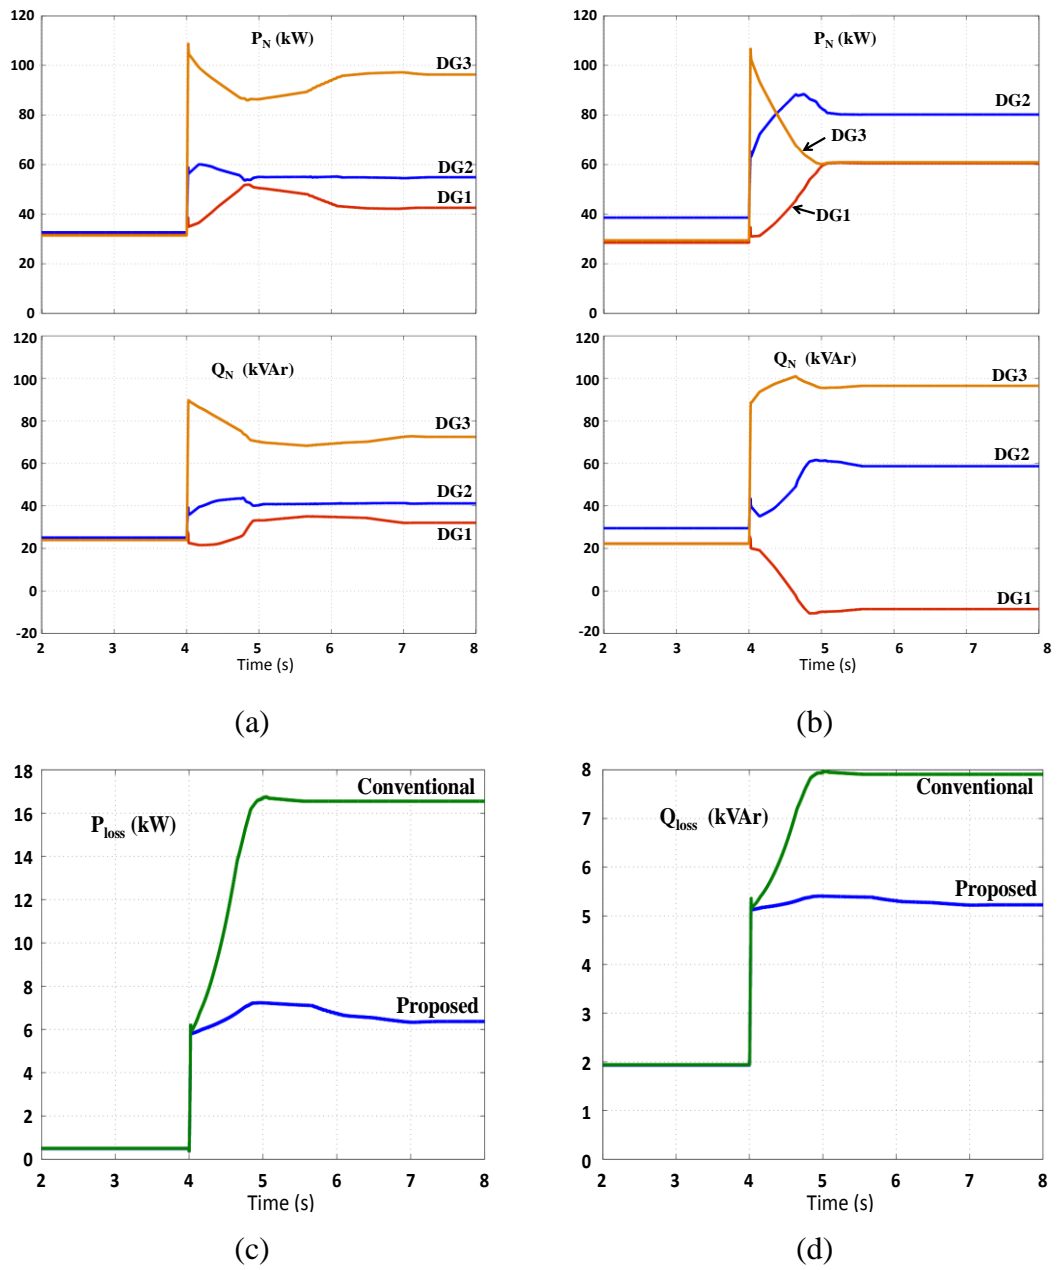 120
P_N (kW)
100
DG3
80
60
DG2
40
DG1
20
0
120
Q_N (kVAr)
100
80
DG3
60
40
DG2
DG1
20
0
-20
2 3 4 5 6 7 8
Time (s)
(a)
120
P_N (kW)
100
DG2
80
DG3
60
40
DG1
20
0
120
Q_N (kVAr)
100
DG3
80
60
DG2
40
20
0
DG1
-20
2 3 4 5 6 7 8
Time (s)
(b)
18
Conventional
16
P_loss (kW)
14
12
10
8
Proposed
6
4
2
0
2 3 4 5 6 7 8
Time (s)
(c)
8
Conventional
Q_loss (kVAr)
7
6
Proposed
5
4
3
2
1
0
2 3 4 5 6 7 8
Time (s)
(d)